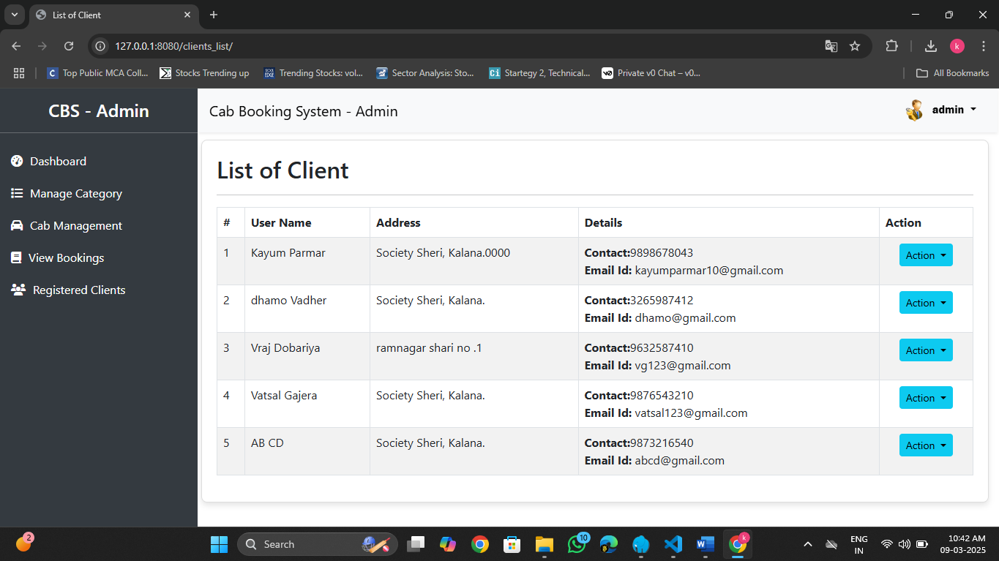 List of Client
127.0.0.1:8080/clients_list/
k
Top Public MCA Coll...
Stocks Trending up
Trending Stocks: vol...
Sector Analysis: Sto...
Startegy 2, Technical...
Private v0 Chat – v0...
All Bookmarks
CBS - Admin
Cab Booking System - Admin
admin
Dashboard
Manage Category
Cab Management
View Bookings
Registered Clients
List of Client
# User Name Address Details Action
1 Kayum Parmar Society Sheri, Kalana.0000 Contact:9898678043 Action
Email Id: kayumparmar10@gmail.com
2 dhamo Vadher Society Sheri, Kalana. Contact:3265987412 Action
Email Id: dhamo@gmail.com
3 Vraj Dobariya ramnagar shari no .1 Contact:9632587410 Action
Email Id: vg123@gmail.com
4 Vatsal Gajera Society Sheri, Kalana. Contact:9876543210 Action
Email Id: vatsal123@gmail.com
5 AB CD Society Sheri, Kalana. Contact:9873216540 Action
Email Id: abcd@gmail.com
2
Search
10
k
ENG
IN
10:42 AM
09-03-2025